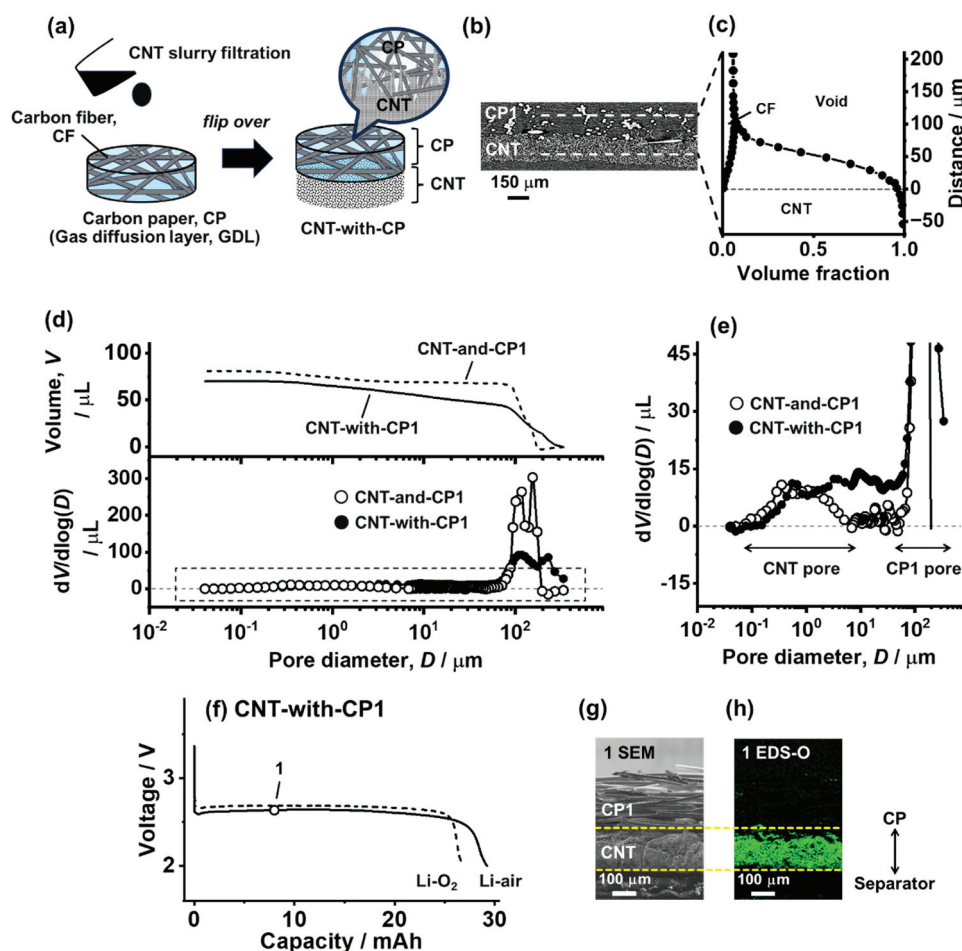 (a)
CNT slurry filtration
Carbon fiber,
CF
flip over
Carbon paper, CP
(Gas diffusion layer, GDL)
CP
CNT
CP
CNT
CNT-with-CP
(b)
CP1
CNT
150 μm
(c)
CF
Void
CNT
200
150
100
50
0
−50
Distance / μm
0.0
0.5
1.0
Volume fraction
(d)
100
50
0
Volume, V
/ μL
CNT-and-CP1
CNT-with-CP1
300
200
100
0
dV/dlog(D)
/ μL
CNT-and-CP1
CNT-with-CP1
10⁻² 10⁻¹ 10⁰ 10¹ 10²
Pore diameter, D / μm
(e)
45
30
15
0
-15
dV/dlog(D) / μL
CNT-and-CP1
CNT-with-CP1
CNT pore
CP1 pore
10⁻² 10⁻¹ 10⁰ 10¹ 10²
Pore diameter, D / μm
(f) CNT-with-CP1
3
2
Voltage / V
1
Li-O₂
Li-air
0 10 20 30
Capacity / mAh
(g)
1 SEM
CP1
CNT
100 μm
(h)
1 EDS-O
100 μm
CP
Separator